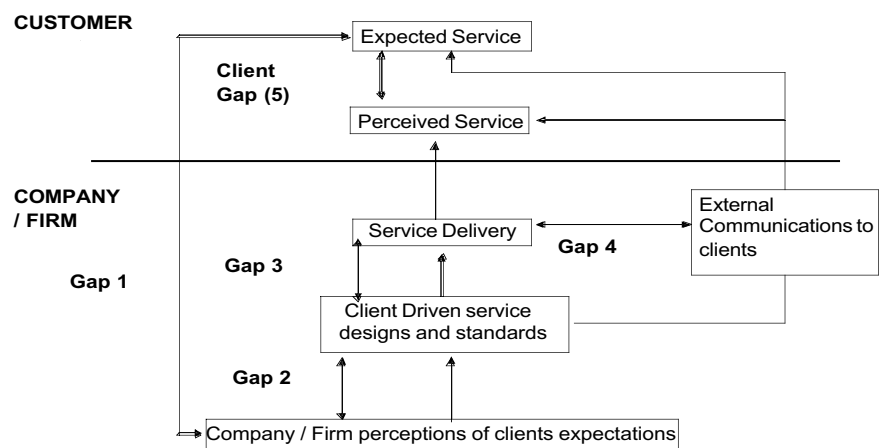 CUSTOMER
Expected Service
Client
Gap (5)
Perceived Service
COMPANY
/ FIRM
External
Communications to
clients
Service Delivery
Gap 4
Gap 3
Gap 1
Client Driven service
designs and standards
Gap 2
Company / Firm perceptions of clients expectations